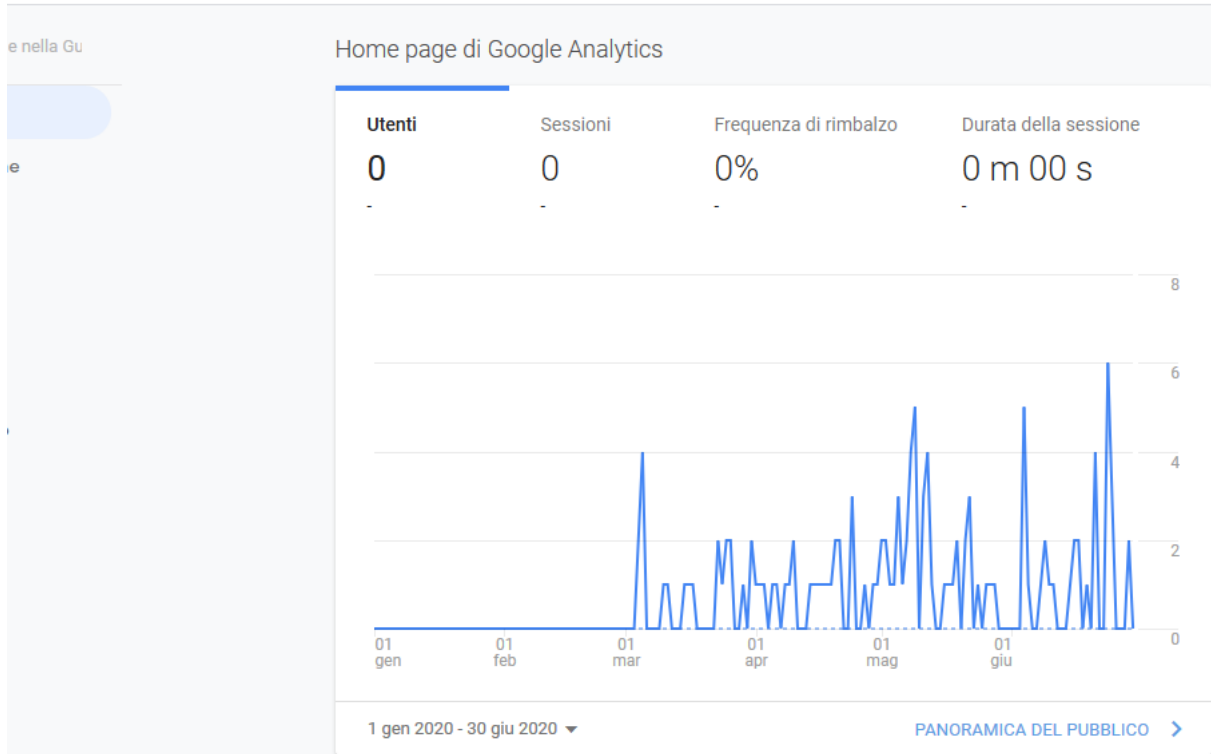 e nella Gu
Home page di Google Analytics
Utenti Sessioni Frequenza di rimbalzo Durata della sessione
0 0 0% 0 m 00 s
- - - -
8
6
4
2
0
01 01 01 01 01 01
gen feb mar apr mag giu
1 gen 2020 - 30 giu 2020 PANORAMICA DEL PUBBLICO